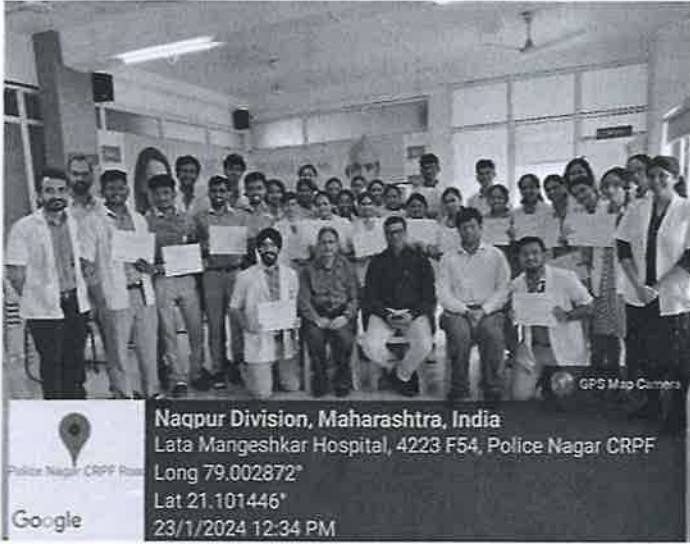 GPS Map Camera
Nagpur Division, Maharashtra, India
Lata Mangeshkar Hospital, 4223 F54, Police Nagar CRPF
Long 79.002872°
Lat 21.101446°
23/1/2024 12:34 PM
Police Nagar CRPF Road
Google